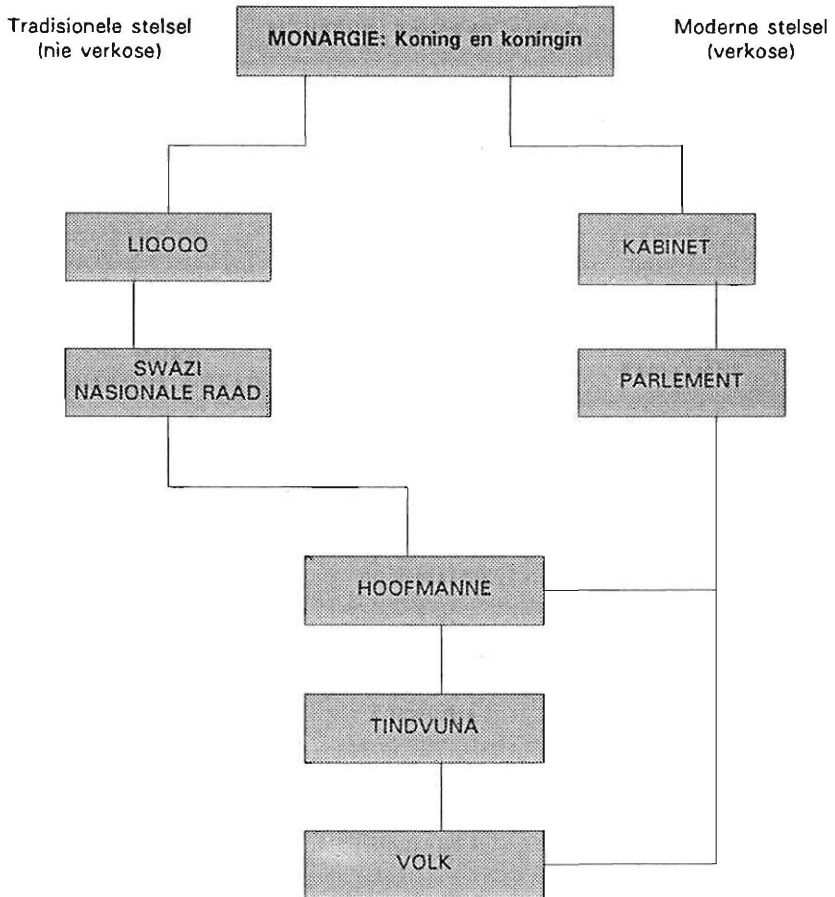 Tradisionele stelsel
(nie verkose)
MONARGIE: Koning en koningin
Moderne stelsel
(verkose)
LIQOQO
KABINET
SWAZI
NASIONALE RAAD
PARLEMENT
HOOFMANNE
TINDVUNA
VOLK